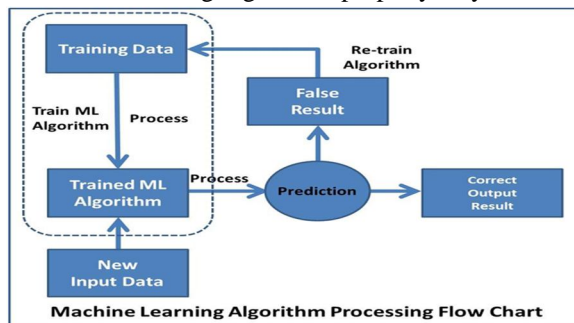 Training Data
Re-train
Algorithm
False
Result
Train ML
Algorithm
Process
Trained ML
Algorithm
Process
Prediction
Correct
Output
Result
New
Input Data
Machine Learning Algorithm Processing Flow Chart